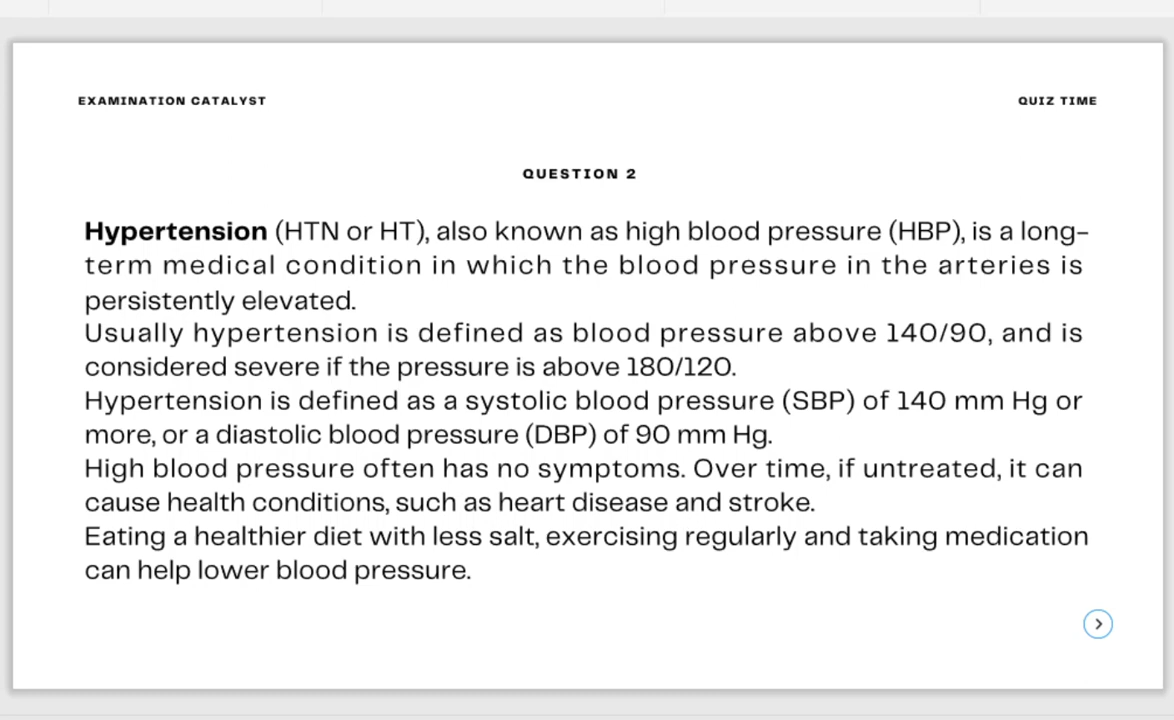 EXAMINATION CATALYST
QUIZ TIME
QUESTION 2
Hypertension (HTN or HT), also known as high blood pressure (HBP), is a long-
term medical condition in which the blood pressure in the arteries is
persistently elevated.
Usually hypertension is defined as blood pressure above 140/90, and is
considered severe if the pressure is above 180/120.
Hypertension is defined as a systolic blood pressure (SBP) of 140 mm Hg or
more, or a diastolic blood pressure (DBP) of 90 mm Hg.
High blood pressure often has no symptoms. Over time, if untreated, it can
cause health conditions, such as heart disease and stroke.
Eating a healthier diet with less salt, exercising regularly and taking medication
can help lower blood pressure.